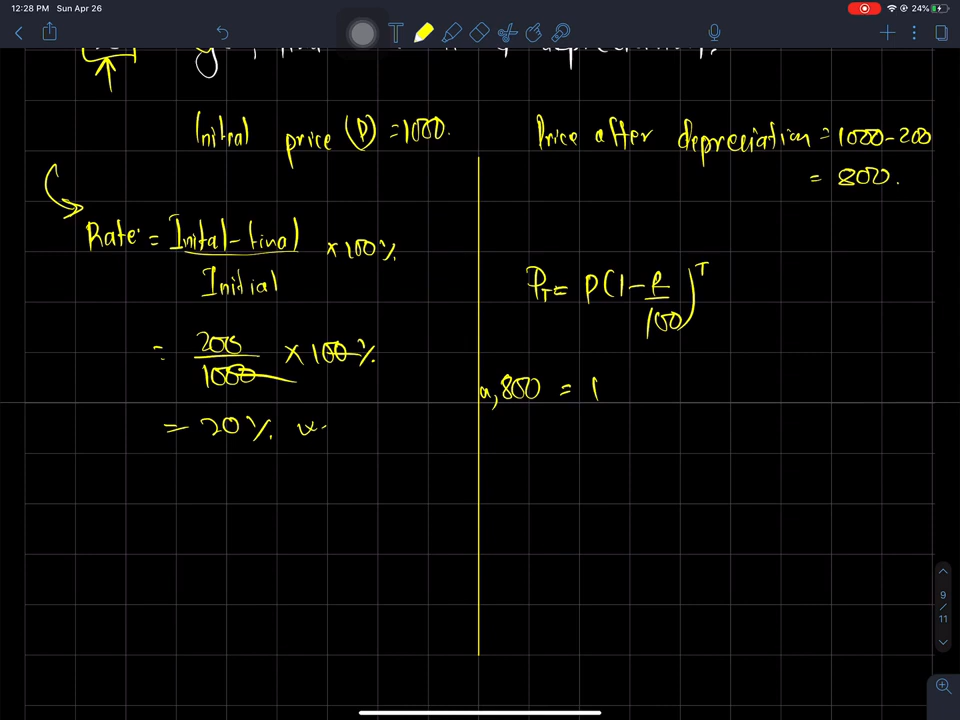 12:28 PM Sun Apr 26
24%
T
Initial price (P) = 1000.
Price after depreciation = 1000 - 200
= 800.
Rate = Inital - final / Initial × 100%
= 200 / 1000 × 100%
= 20%
P_T = P(1 - R/100)^T
a, 800 = 1
9
/
11